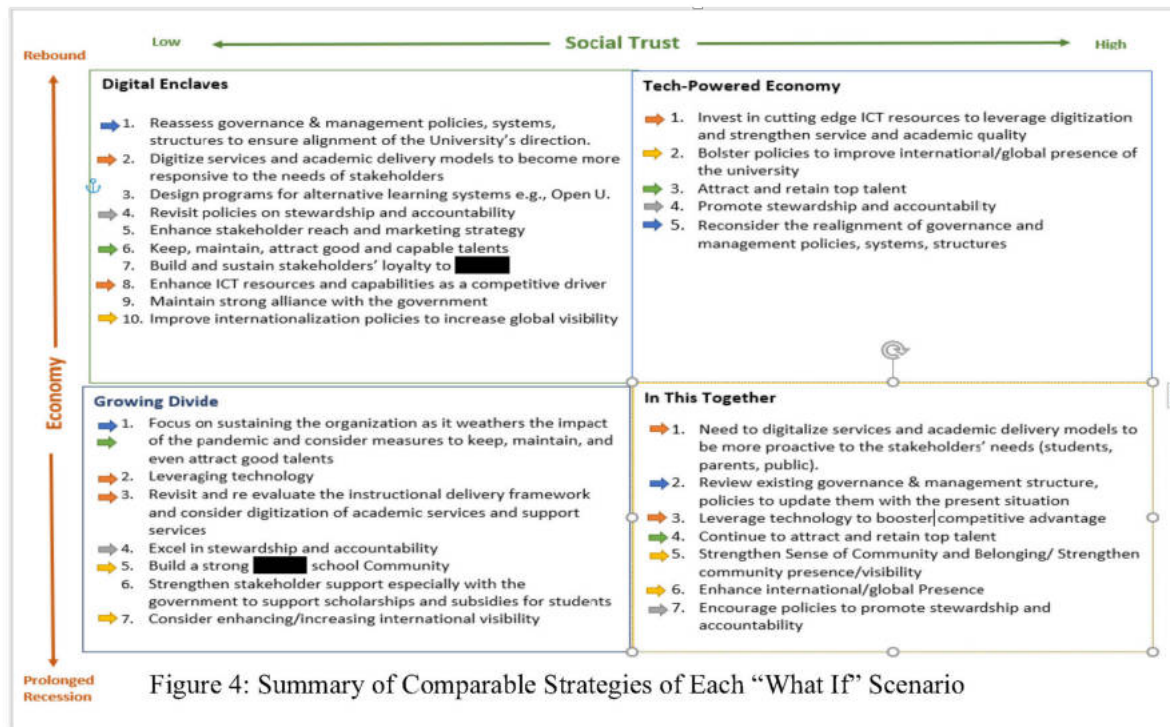 Low
Social Trust
High
Rebound
Economy
Prolonged
Recession
Digital Enclaves
1. Reassess governance & management policies, systems,
structures to ensure alignment of the University's direction.
2. Digitize services and academic delivery models to become more
responsive to the needs of stakeholders
3. Design programs for alternative learning systems e.g., Open U.
4. Revisit policies on stewardship and accountability
5. Enhance stakeholder reach and marketing strategy
6. Keep, maintain, attract good and capable talents
7. Build and sustain stakeholders' loyalty to
8. Enhance ICT resources and capabilities as a competitive driver
9. Maintain strong alliance with the government
10. Improve internationalization policies to increase global visibility
Tech-Powered Economy
1. Invest in cutting edge ICT resources to leverage digitization
and strengthen service and academic quality
2. Bolster policies to improve international/global presence of
the university
3. Attract and retain top talent
4. Promote stewardship and accountability
5. Reconsider the realignment of governance and
management policies, systems, structures
Growing Divide
1. Focus on sustaining the organization as it weathers the impact
of the pandemic and consider measures to keep, maintain, and
even attract good talents
2. Leveraging technology
3. Revisit and re evaluate the instructional delivery framework
and consider digitization of academic services and support
services
4. Excel in stewardship and accountability
5. Build a strong school Community
6. Strengthen stakeholder support especially with the
government to support scholarships and subsidies for students
7. Consider enhancing/increasing international visibility
In This Together
1. Need to digitalize services and academic delivery models to
be more proactive to the stakeholders' needs (students,
parents, public).
2. Review existing governance & management structure,
policies to update them with the present situation
3. Leverage technology to booster competitive advantage
4. Continue to attract and retain top talent
5. Strengthen Sense of Community and Belonging/ Strengthen
community presence/visibility
6. Enhance international/global Presence
7. Encourage policies to promote stewardship and
accountability
Figure 4: Summary of Comparable Strategies of Each “What If” Scenario